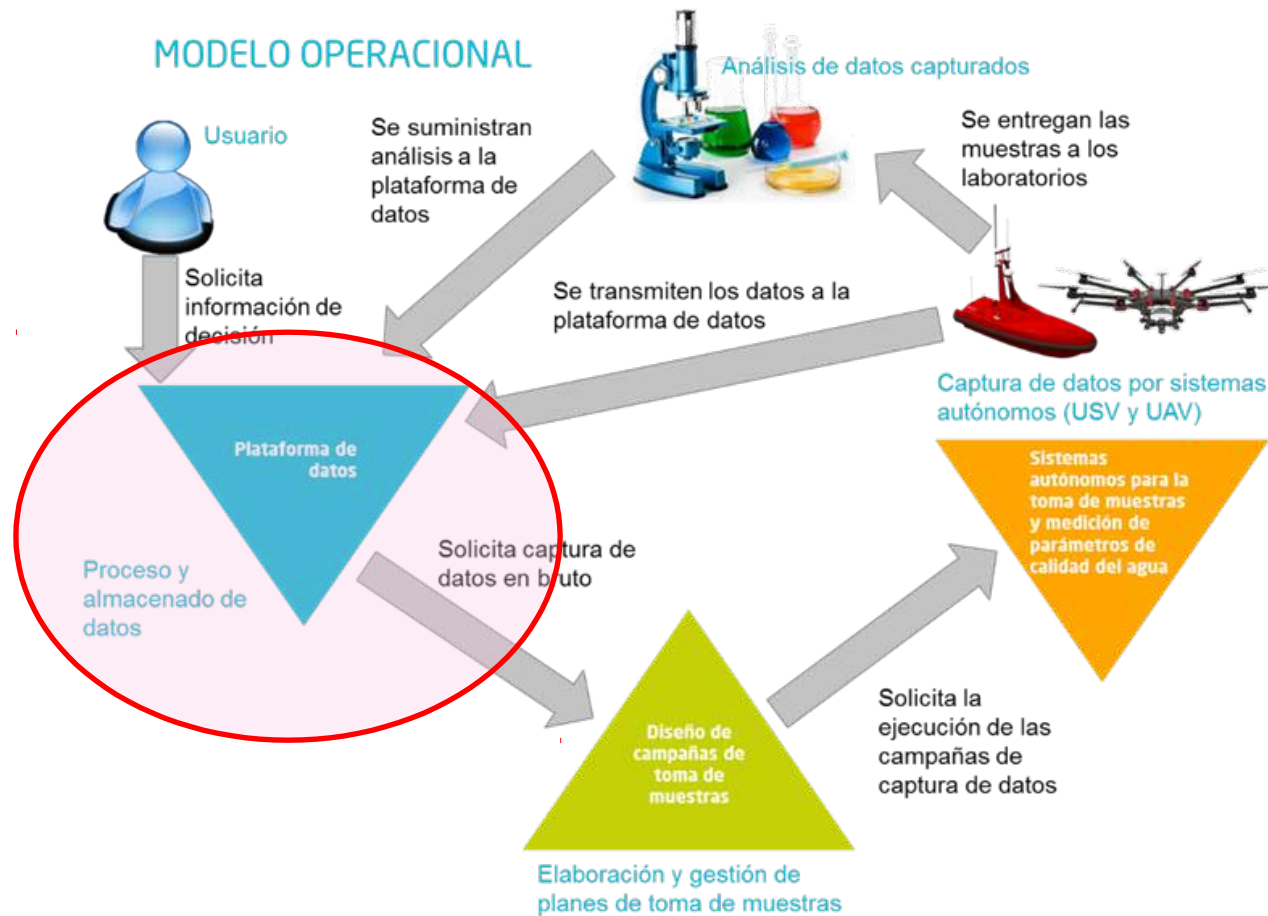 MODELO OPERACIONAL
Usuario
Se suministran
análisis a la
plataforma de
datos
Análisis de datos capturados
Se entregan las
muestras a los
laboratorios
Solicita
información de
decisión
Se transmiten los datos a la
plataforma de datos
Captura de datos por sistemas
autónomos (USV y UAV)
Plataforma de
datos
Sistemas
autónomos para la
toma de muestras
y medición de
parámetros de
calidad del agua
Proceso y
almacenado de
datos
Solicita captura de
datos en bruto
Diseño de
campañas de
toma de
muestras
Solicita la
ejecución de las
campañas de
captura de datos
Elaboración y gestión de
planes de toma de muestras